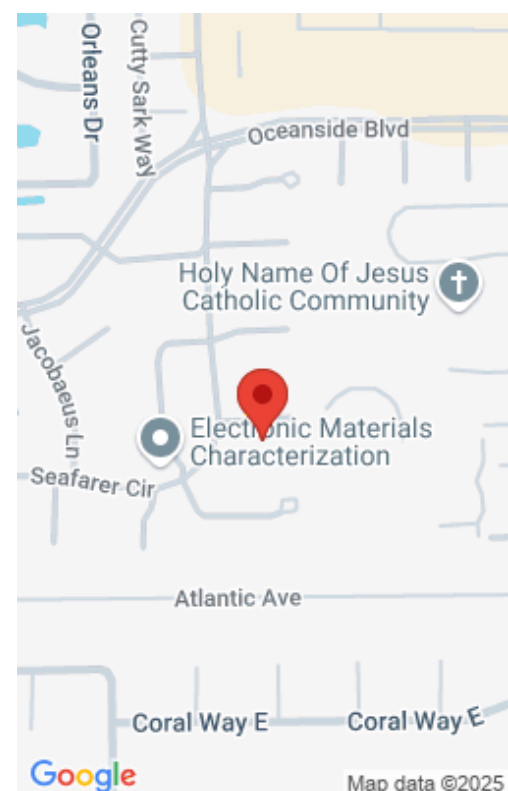 Orleans Dr
Cutty Sark Way
Oceanside Blvd
Holy Name Of Jesus
Catholic Community
Jacobaeus Ln
Electronic Materials
Characterization
Seafarer Cir
Atlantic Ave
Coral Way E
Coral Way E
Google
Map data ©2025